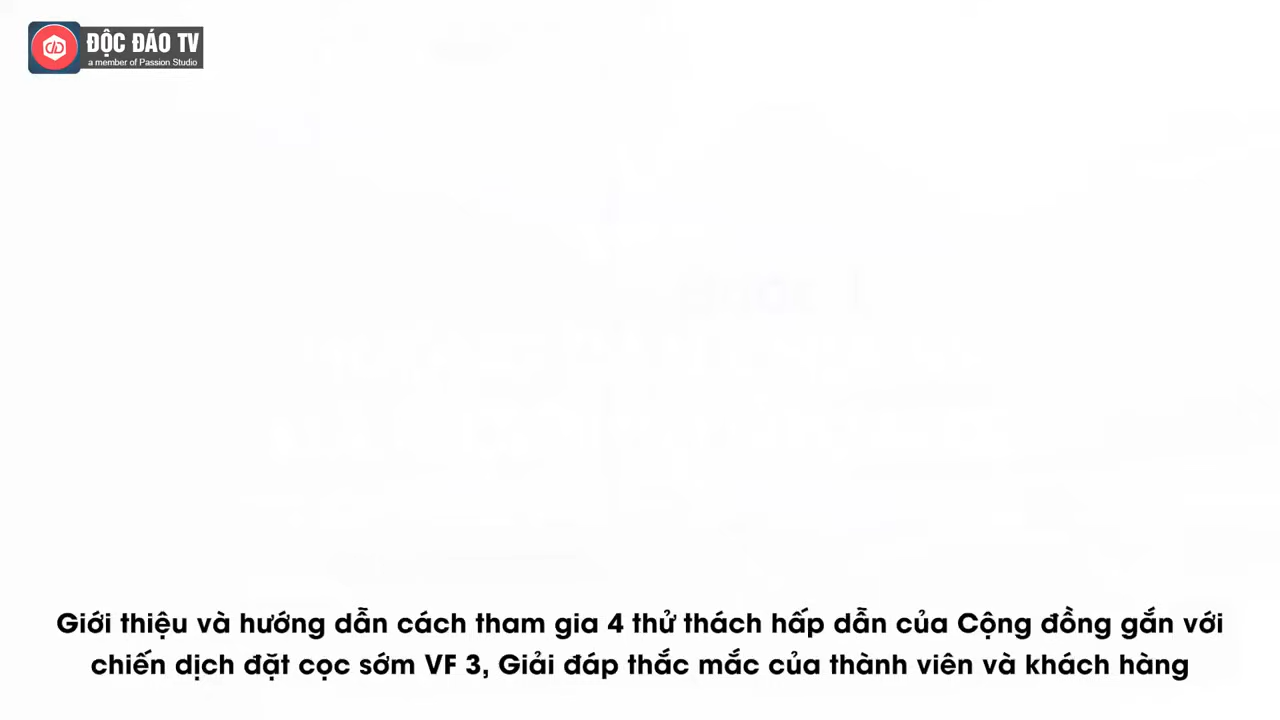 ĐỘC ĐÁO TV
a member of Passion Studio
Giới thiệu và hướng dẫn cách tham gia 4 thử thách hấp dẫn của Cộng đồng gắn với
chiến dịch đặt cọc sớm VF 3, Giải đáp thắc mắc của thành viên và khách hàng